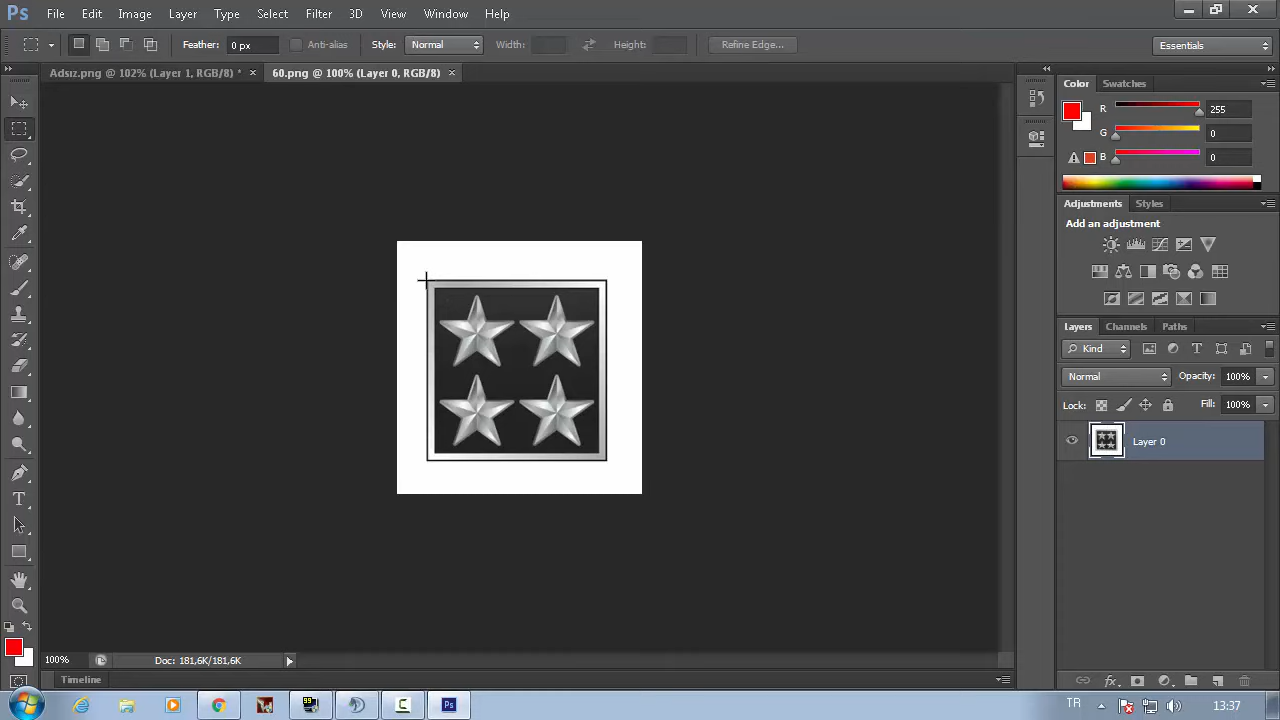 Ps File Edit Image Layer Type Select Filter 3D View Window Help
Feather: 0 px Anti-alias Style: Normal Width: Height: Refine Edge... Essentials
Adsız.png @ 102% (Layer 1, RGB/8) * × 60.png @ 100% (Layer 0, RGB/8) ×
Color Swatches
R 255
G 0
B 0
Adjustments Styles
Add an adjustment
Layers Channels Paths
Kind
Normal Opacity: 100%
Lock: Fill: 100%
Layer 0
T
100% Doc: 181,6K/181,6K
Timeline
99 C Ps TR 13:37